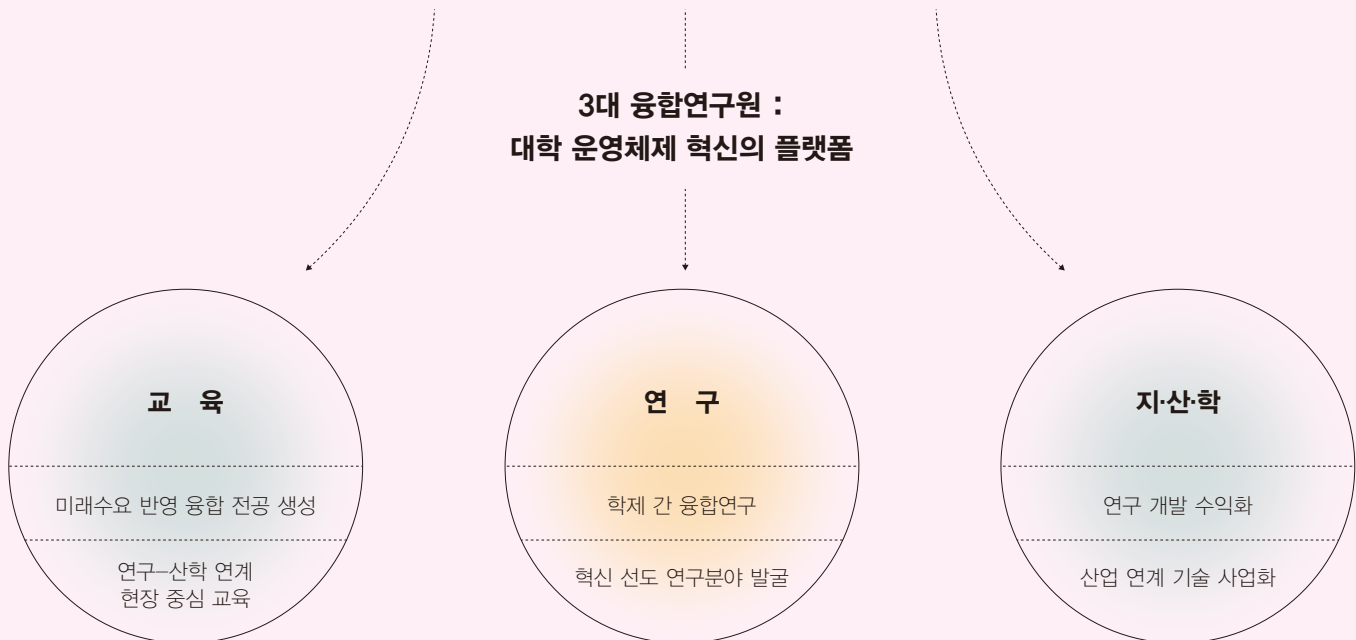 3대 융합연구원 :
대학 운영체제 혁신의 플랫폼
교 육
미래수요 반영 융합 전공 생성
연구–산학 연계
현장 중심 교육
연 구
학제 간 융합연구
혁신 선도 연구분야 발굴
지·산·학
연구 개발 수익화
산업 연계 기술 사업화